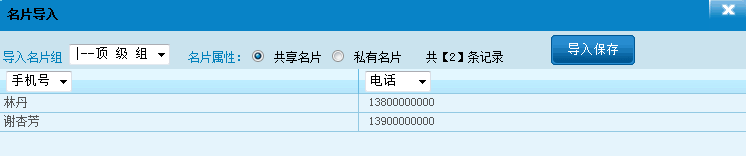 名片导入
导入名片组 |--顶 级 组 名片属性： 共享名片 私有名片 共【2】条记录 导入保存
手机号 电话
林丹 13800000000
谢杏芳 13900000000